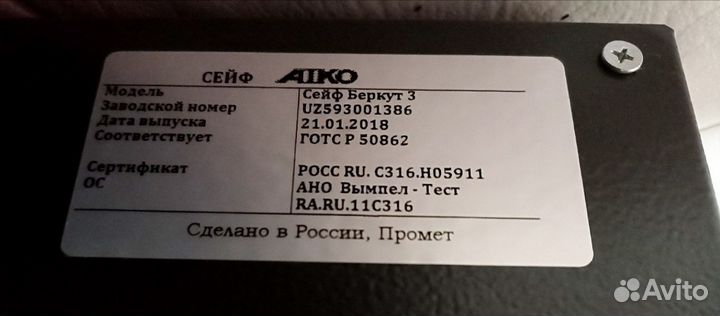 СЕЙФ AIKO
Модель Сейф Беркут 3
Заводской номер UZ593001386
Дата выпуска 21.01.2018
Соответствует ГОТС Р 50862
Сертификат РОСС RU. С316.Н05911
ОС АНО Вымпел - Тест
RA.RU.11С316
Сделано в России, Промет
Avito